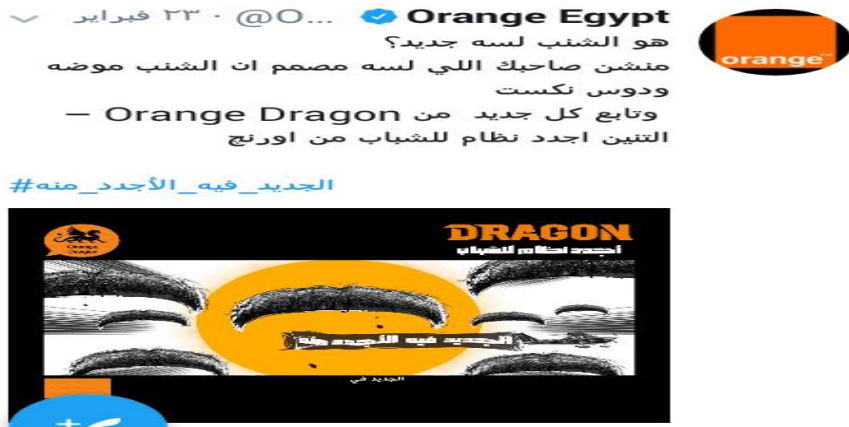 Orange Egypt @O... · ٢٣ فبراير
orange™
هو الشنب لسه جديد؟
منشن صاحبك اللي لسه مصمم ان الشنب موضه
ودوس نكست
وتابع كل جديد من Orange Dragon —
التنين اجدد نظام للشباب من اورنچ
#الجديد_فيه_الأجدد_منه
DRAGON
أجدد نظام للشباب
الجديد فيه الأجدد منه
الجديد في